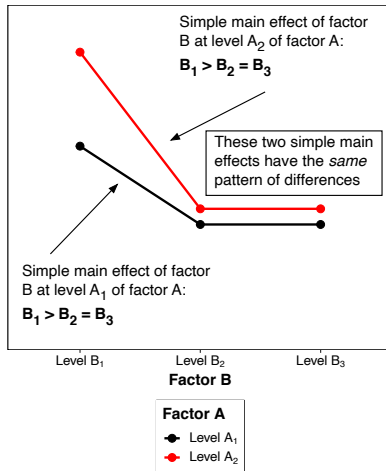 Simple main effect of factor
B at level A₂ of factor A:
B₁ > B₂ = B₃
These two simple main
effects have the same
pattern of differences
Simple main effect of factor
B at level A₁ of factor A:
B₁ > B₂ = B₃
Level B₁
Level B₂
Level B₃
Factor B
Factor A
Level A₁
Level A₂